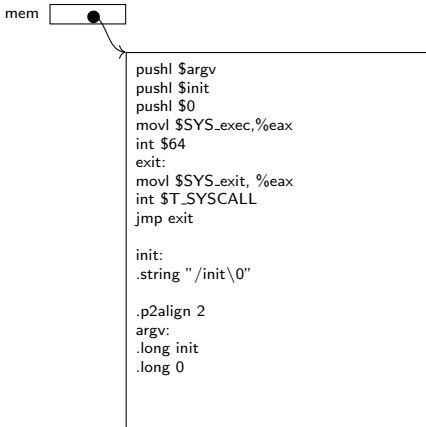 mem
pushl $argv
pushl $init
pushl $0
movl $SYS_exec,%eax
int $64
exit:
movl $SYS_exit, %eax
int $T_SYSCALL
jmp exit
init:
.string "/init\0"
.p2align 2
argv:
.long init
.long 0